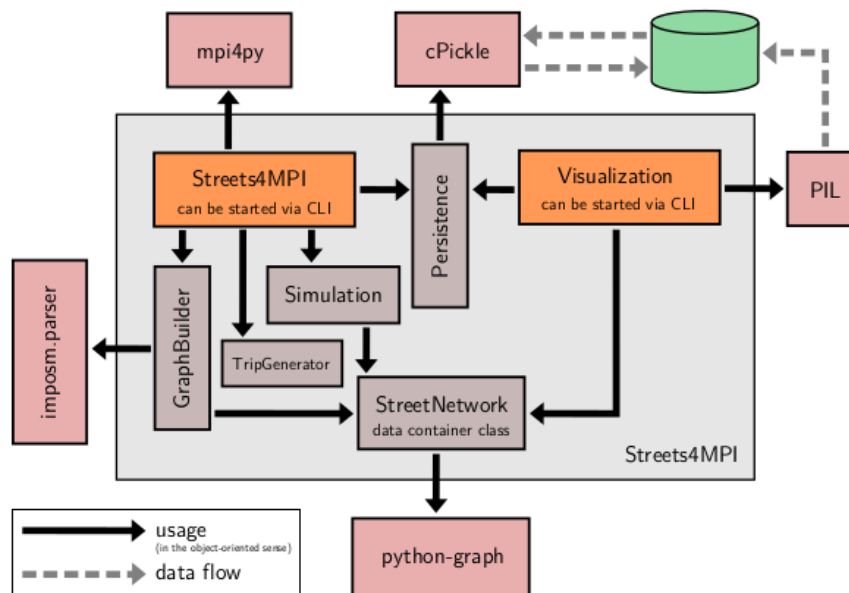 mpi4py
cPickle
Streets4MPI
can be started via CLI
Persistence
Visualization
can be started via CLI
PIL
imposm.parser
GraphBuilder
Simulation
TripGenerator
StreetNetwork
data container class
Streets4MPI
usage
(in the object-oriented sense)
data flow
python-graph